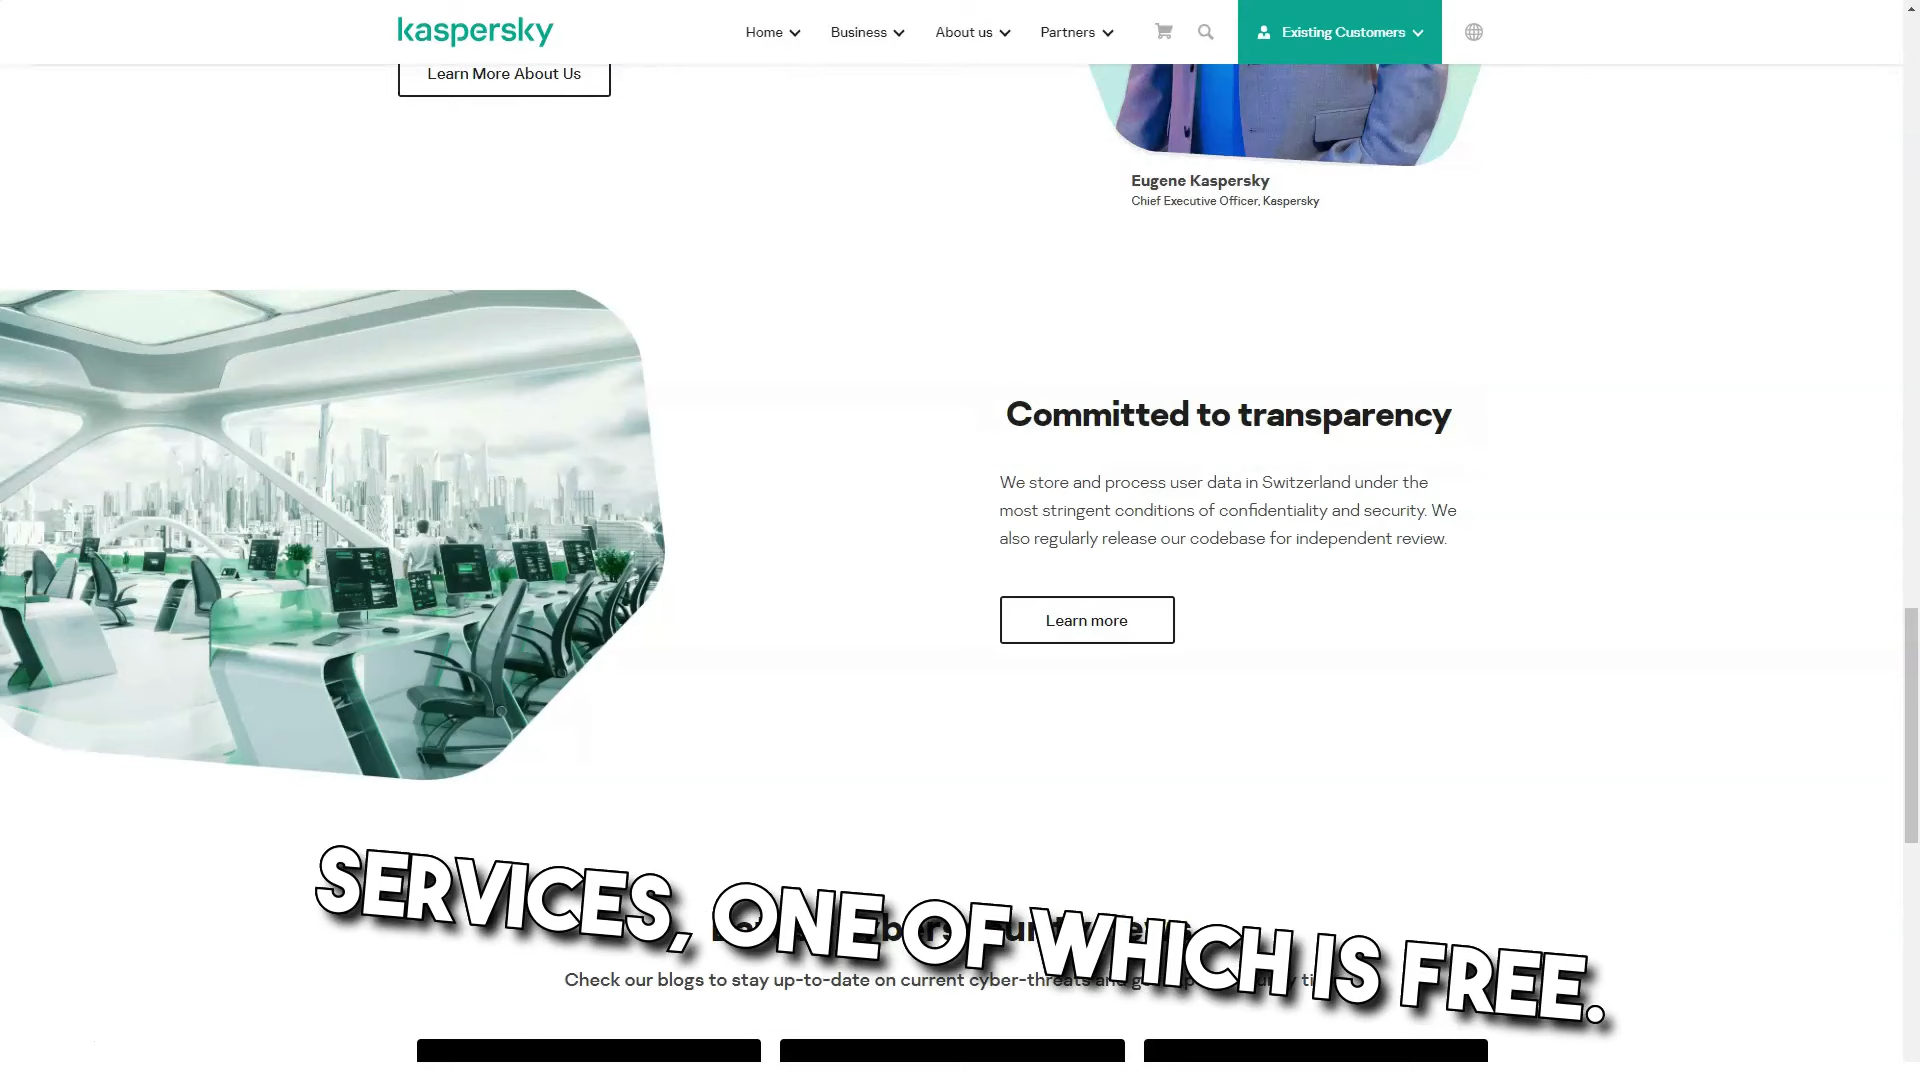 kaspersky
Home
Business
About us
Partners
Existing Customers
Learn More About Us
Eugene Kaspersky
Chief Executive Officer, Kaspersky
Committed to transparency
We store and process user data in Switzerland under the
most stringent conditions of confidentiality and security. We
also regularly release our codebase for independent review.
Learn more
SERVICES, ONE OF WHICH IS FREE.
Check our blogs to stay up-to-date on current cyber-threats and